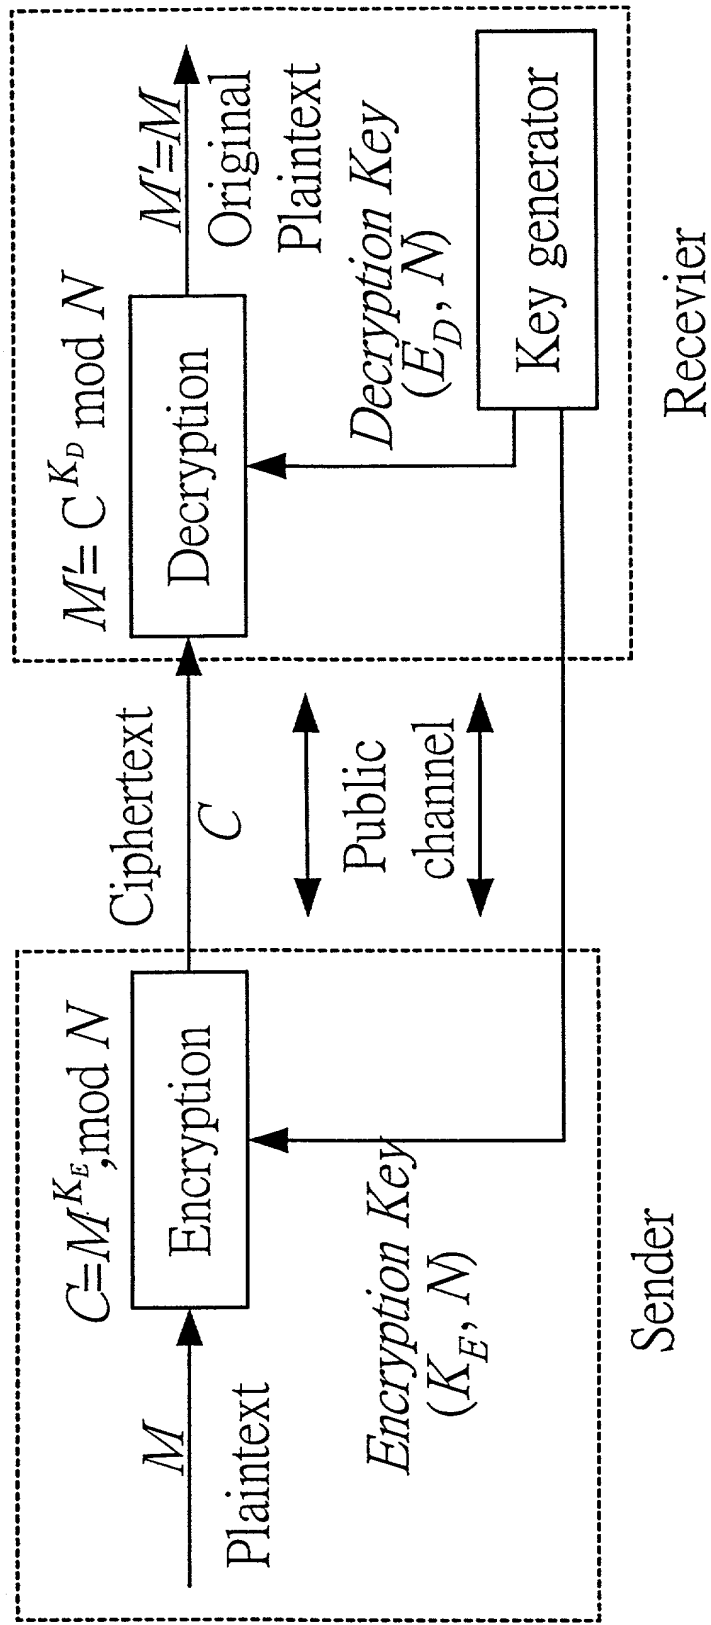 C=M^{K_E},mod N
M
Plaintext
Encryption
Encryption Key
(K_E, N)
Sender
Ciphertext
C
Public
channel
M'=C^{K_D} mod N
Decryption
M'=M
Original
Plaintext
Decryption Key
(E_D, N)
Key generator
Recevier